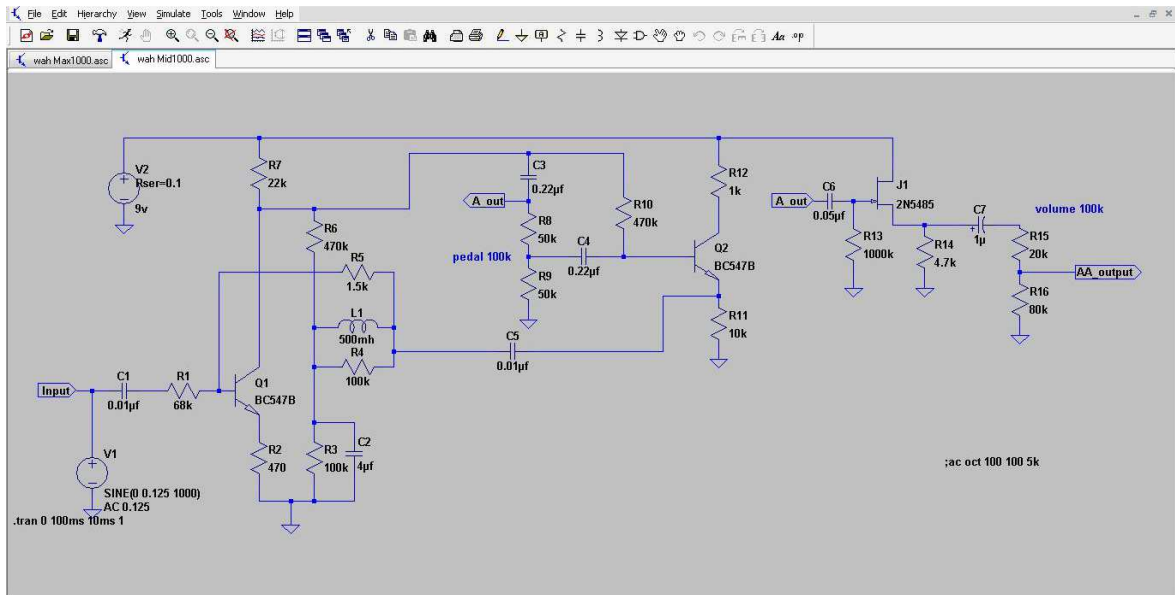 File Edit Hierarchy View Simulate Tools Window Help
Aa .op
wah Max1000.asc wah Mid1000.asc
V2
Rser=0.1
9v
R7
22k
R6
470k
R5
1.5k
L1
500mh
R4
100k
C3
0.22µf
A_out
R8
50k
pedal 100k
R9
50k
C4
0.22µf
R10
470k
R12
1k
Q2
BC547B
R11
10k
C5
0.01µf
A_out
C6
0.05µf
R13
1000k
J1
2N5485
R14
4.7k
C7
1µ
volume 100k
R15
20k
AA_output
R16
80k
Input
C1
0.01µf
R1
68k
Q1
BC547B
R2
470
R3
100k
C2
4µf
V1
SINE(0 0.125 1000)
AC 0.125
.tran 0 100ms 10ms 1
;ac oct 100 100 5k